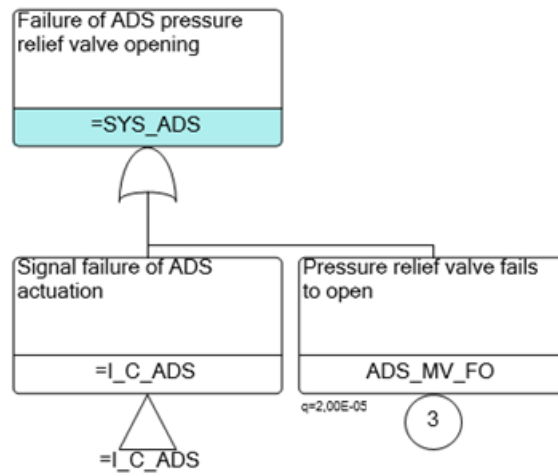 Failure of ADS pressure
relief valve opening
=SYS_ADS
Signal failure of ADS
actuation
=I_C_ADS
=I_C_ADS
Pressure relief valve fails
to open
ADS_MV_FO
q=2,00E-05
3